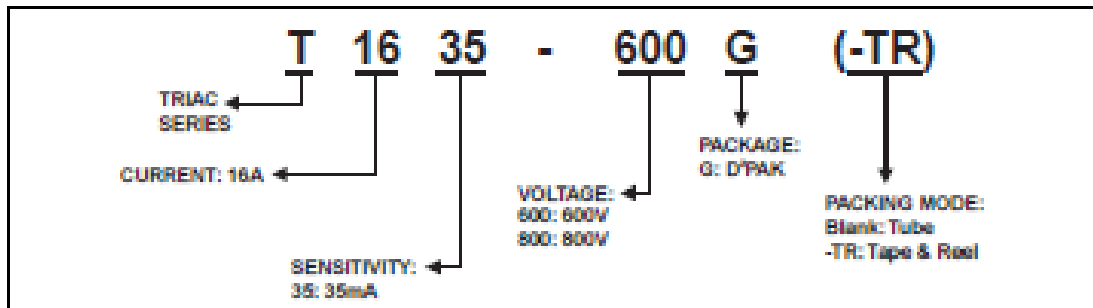 T 16 35 - 600 G (-TR)
TRIAC
SERIES
CURRENT: 16A
SENSITIVITY:
35: 35mA
VOLTAGE:
600: 600V
800: 800V
PACKAGE:
G: D²PAK
PACKING MODE:
Blank: Tube
-TR: Tape & Reel